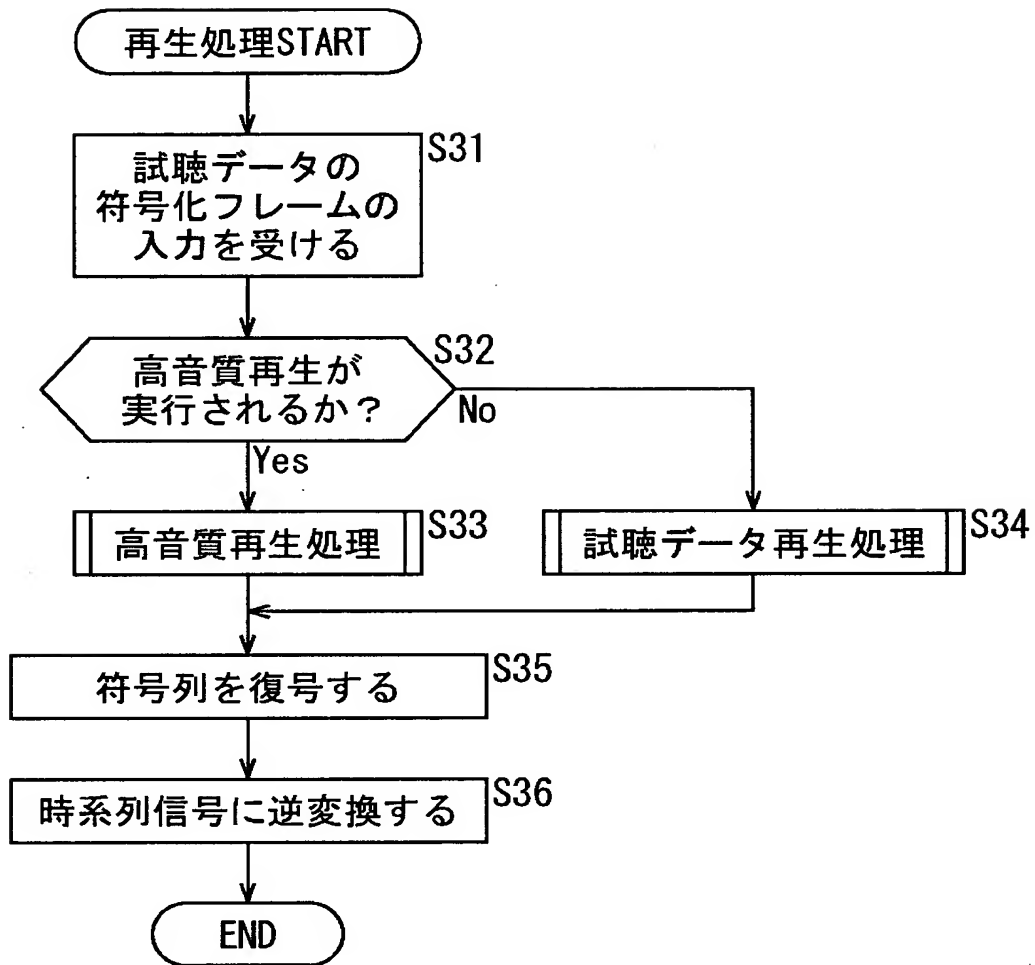 再生処理START
S31
試聴データの
符号化フレームの
入力を受ける
S32
高音質再生が
実行されるか？
No
Yes
高音質再生処理
S33
試聴データ再生処理
S34
符号列を復号する
S35
時系列信号に逆変換する
S36
END